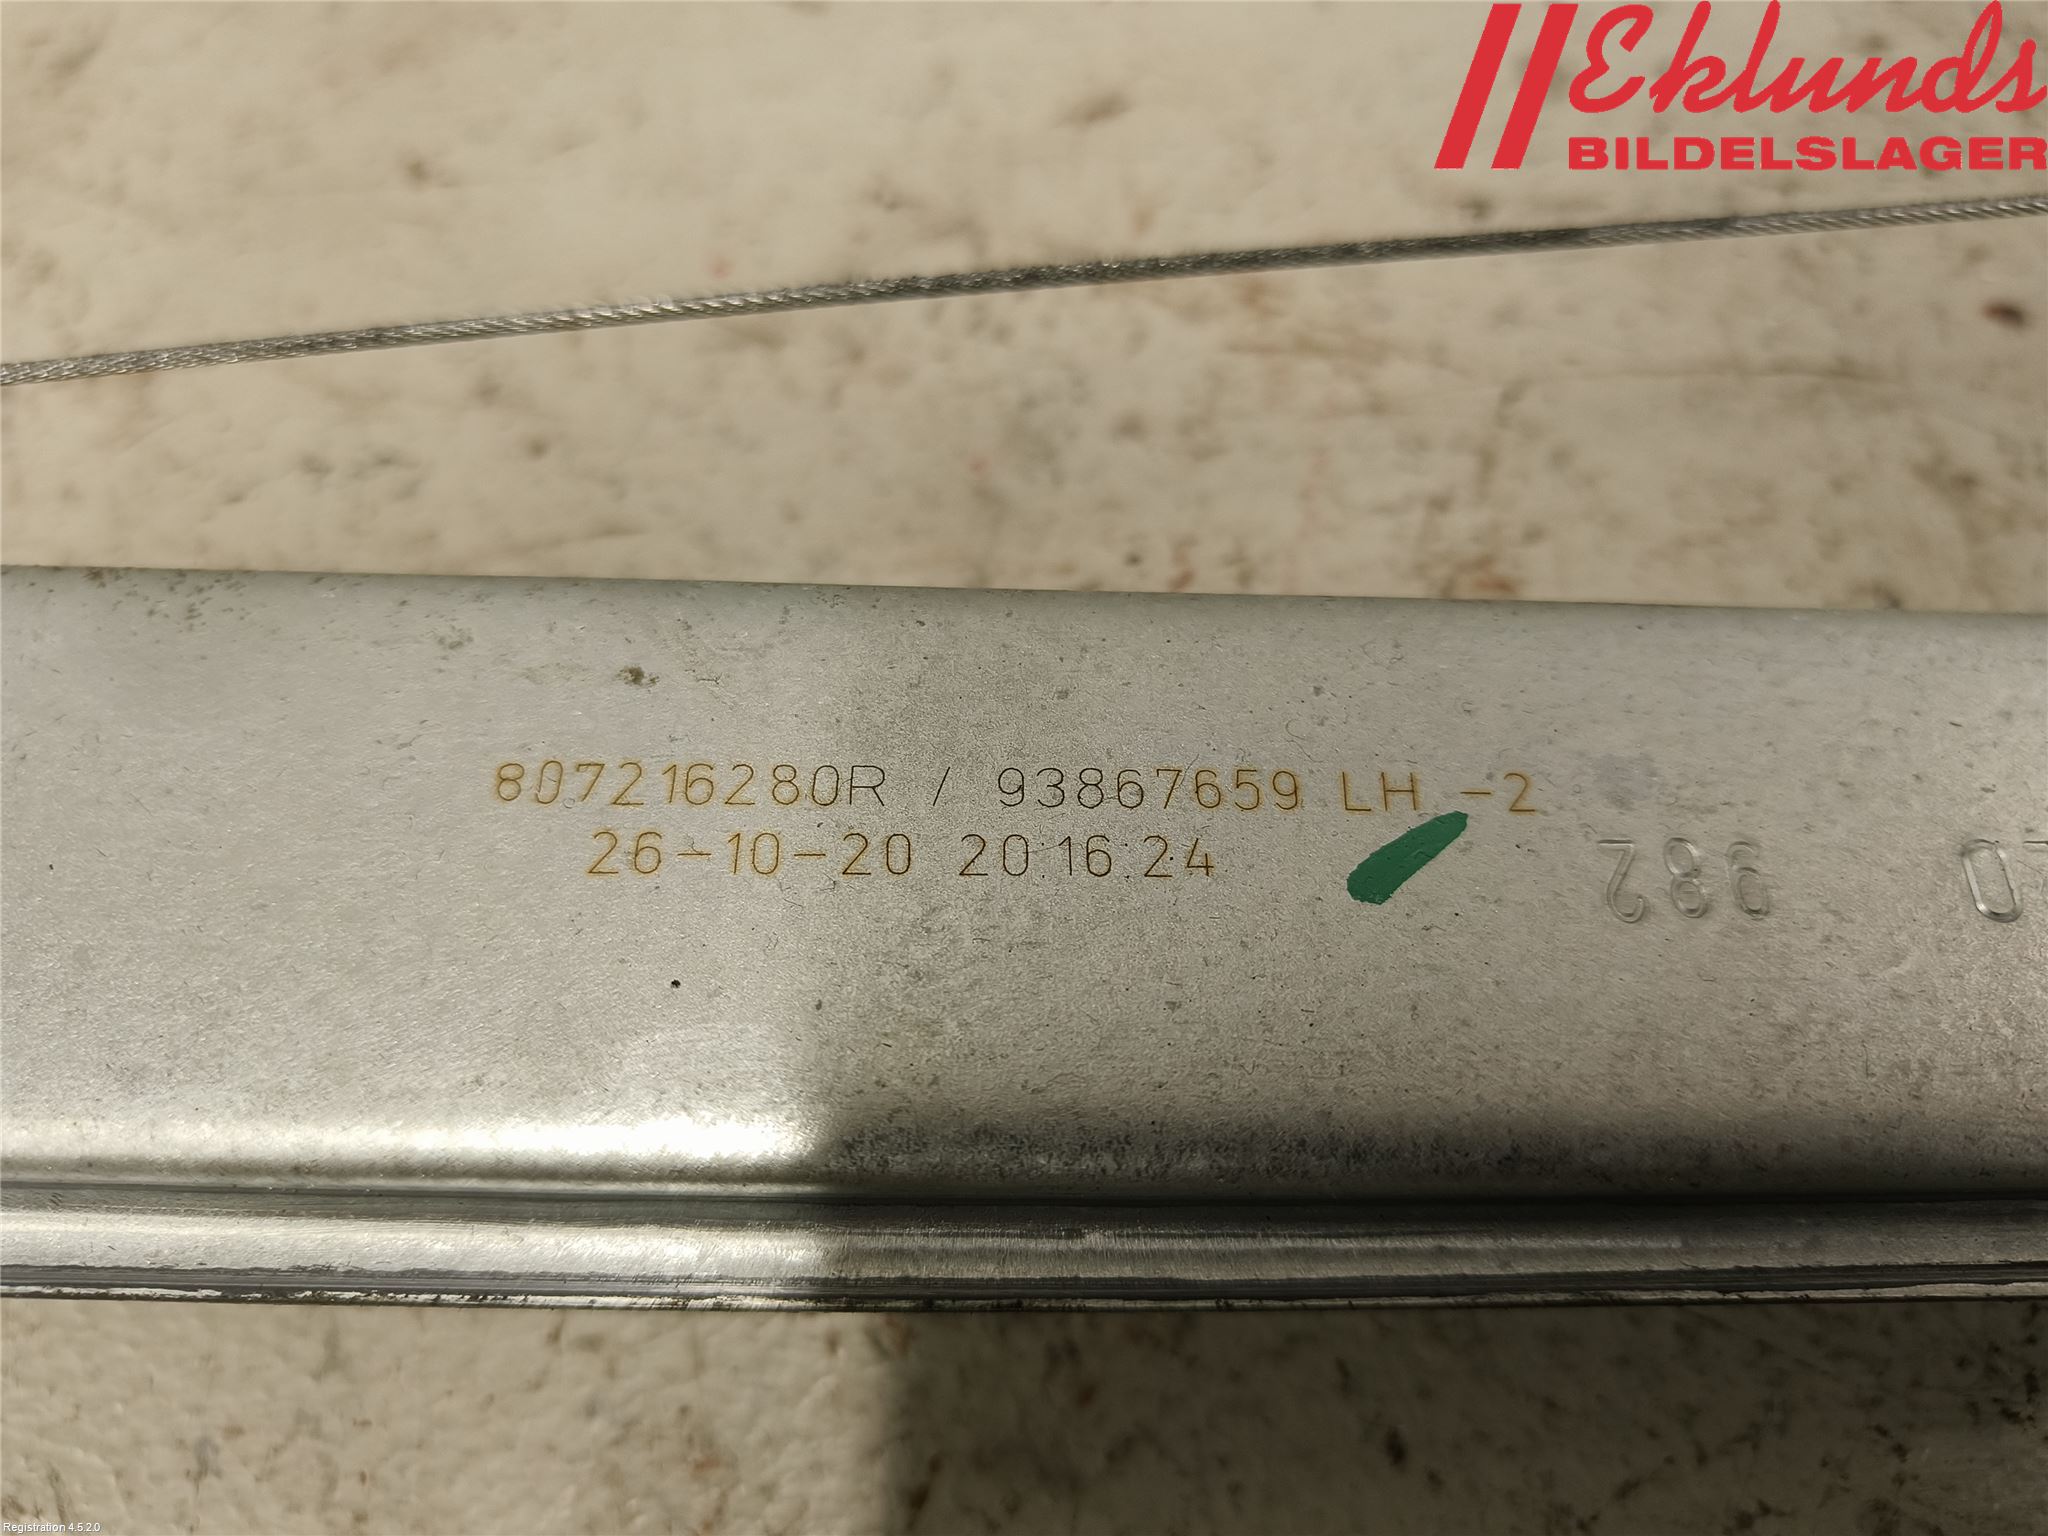 Eklunds
BILDELSLAGER
807216280R / 93867659 LH -2
26-10-20 20:16:24
982
Registration 4.5.2.0